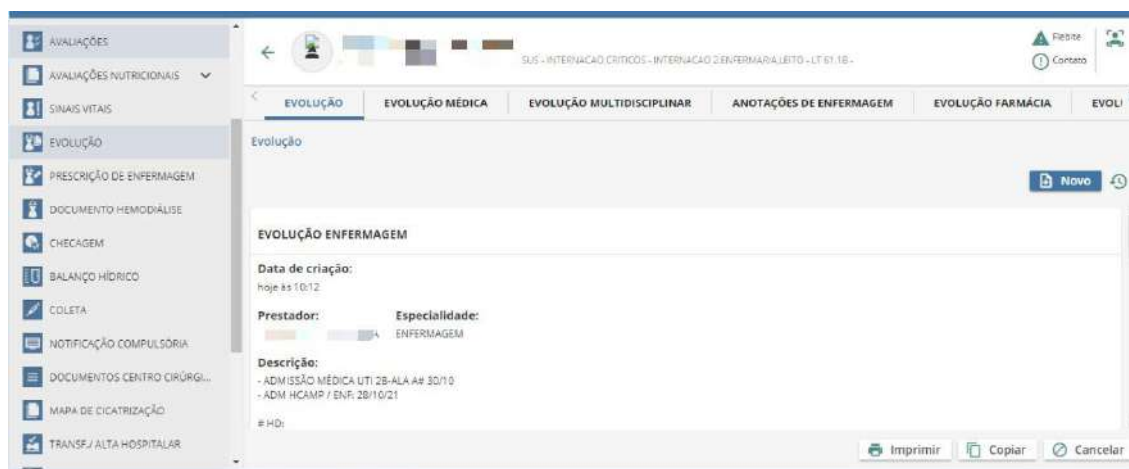 AVALIAÇÕES
AVALIAÇÕES NUTRICIONAIS
SINAIS VITAIS
EVOLUÇÃO
PRESCRIÇÃO DE ENFERMAGEM
DOCUMENTO HEMODIÁLISE
CHECAGEM
BALANÇO HÍDRICO
COLETA
NOTIFICAÇÃO COMPULSÓRIA
DOCUMENTOS CENTRO CIRÚRGI...
MAPA DE CICATRIZAÇÃO
TRANSF./ ALTA HOSPITALAR
SUS - INTERNACAO CRITICOS - INTERNACAO 2 ENFERMARIA LEITO - LT 61.1B -
Flebite
Contato
EVOLUÇÃO EVOLUÇÃO MÉDICA EVOLUÇÃO MULTIDISCIPLINAR ANOTAÇÕES DE ENFERMAGEM EVOLUÇÃO FARMÁCIA EVOLU
Evolução
Novo
EVOLUÇÃO ENFERMAGEM
Data de criação:
hoje às 10:12
Prestador: Especialidade:
ENFERMAGEM
Descrição:
- ADMISSÃO MÉDICA UTI 2B-ALA A# 30/10
- ADM HCAMP / ENF: 28/10/21
# HD:
Imprimir Copiar Cancelar